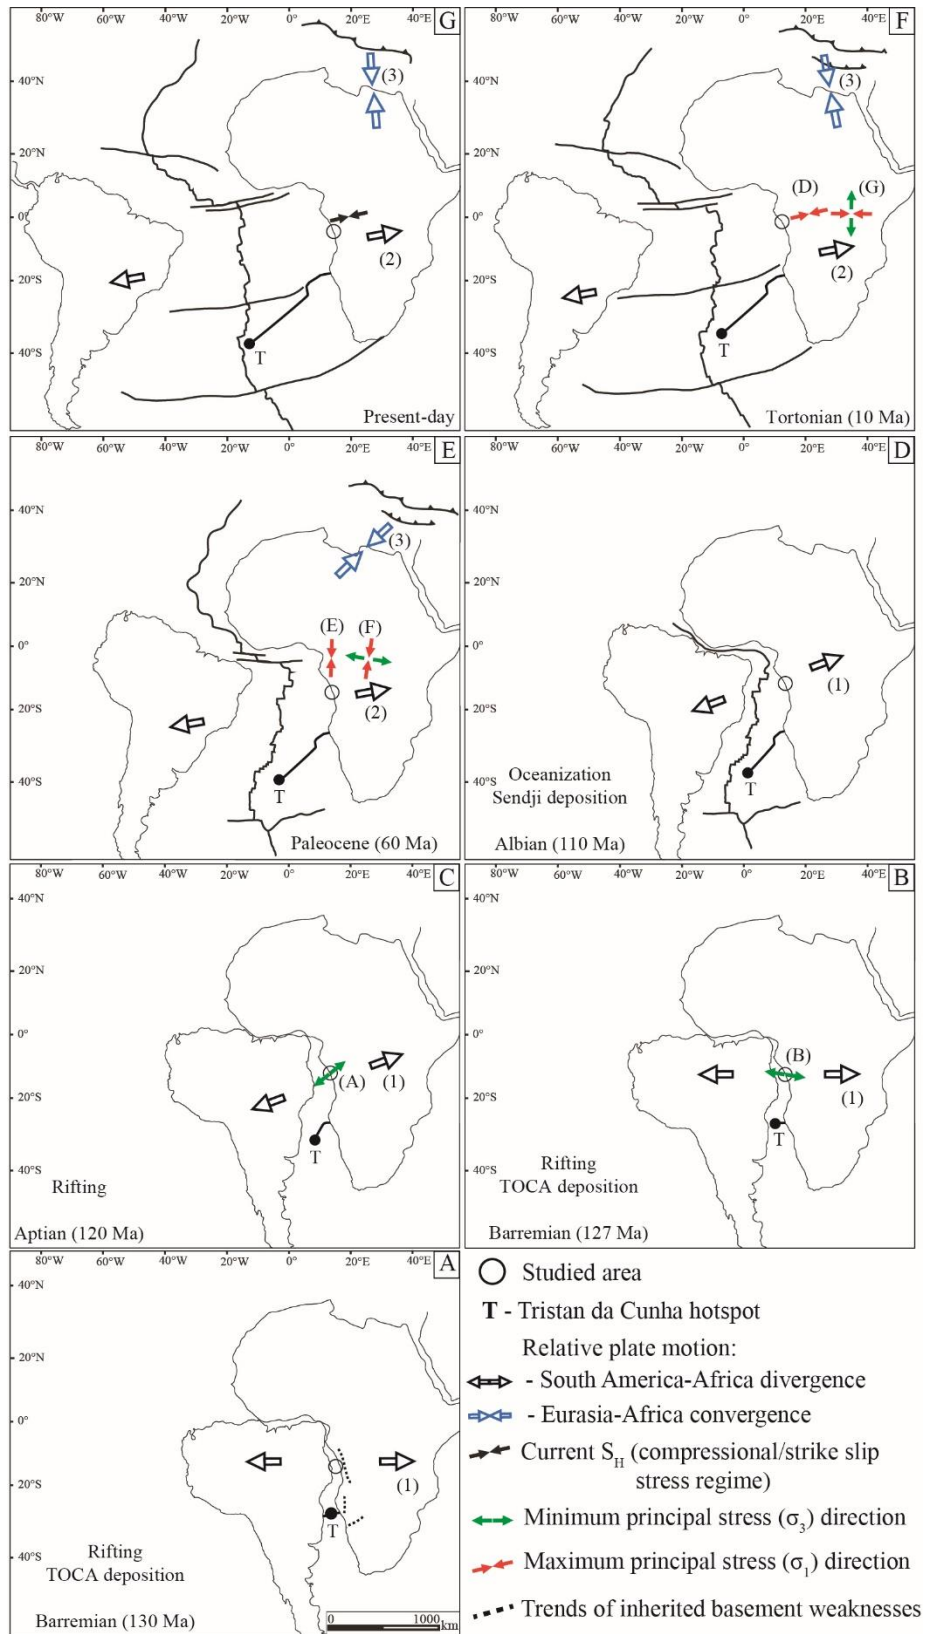 80°W 60°W 40°W 20°W 0° 20°E 40°E
G
40°N
20°N
0°
20°S
40°S
(3)
(2)
T
Present-day
80°W 60°W 40°W 20°W 0° 20°E 40°E
F
40°N
20°N
0°
20°S
40°S
(3)
(D) (G)
(2)
T
Tortonian (10 Ma)
80°W 60°W 40°W 20°W 0° 20°E 40°E
E
40°N
20°N
0°
20°S
40°S
(3)
(E) (F)
(2)
T
Paleocene (60 Ma)
80°W 60°W 40°W 20°W 0° 20°E 40°E
D
40°N
20°N
0°
20°S
40°S
(1)
T
Oceanization
Sendji deposition
Albian (110 Ma)
80°W 60°W 40°W 20°W 0° 20°E 40°E
C
40°N
20°N
0°
20°S
40°S
(A)
(1)
T
Rifting
Aptian (120 Ma)
80°W 60°W 40°W 20°W 0° 20°E 40°E
B
40°N
20°N
0°
20°S
40°S
(B)
(1)
T
Rifting
TOCA deposition
Barremian (127 Ma)
80°W 60°W 40°W 20°W 0° 20°E 40°E
A
40°N
20°N
0°
20°S
40°S
(1)
T
Rifting
TOCA deposition
Barremian (130 Ma)
0 1000
km
Studied area
T - Tristan da Cunha hotspot
Relative plate motion:
- South America-Africa divergence
- Eurasia-Africa convergence
Current S_H (compressional/strike slip
stress regime)
Minimum principal stress (σ₃) direction
Maximum principal stress (σ₁) direction
Trends of inherited basement weaknesses